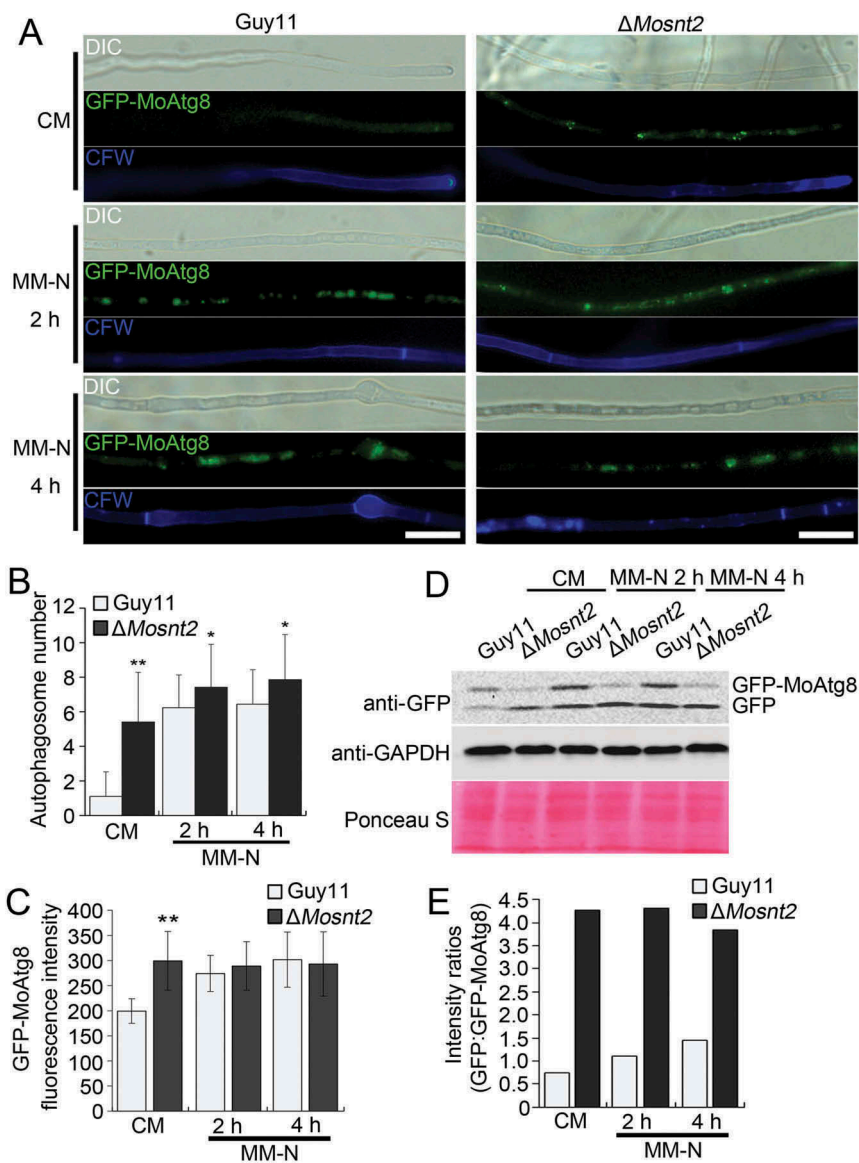 A
Guy11
ΔMosnt2
CM
DIC
GFP-MoAtg8
CFW
MM-N
2 h
DIC
GFP-MoAtg8
CFW
MM-N
4 h
DIC
GFP-MoAtg8
CFW
B
Autophagosome number
12
10
8
6
4
2
0
Guy11
ΔMosnt2
**
*
*
CM
2 h
4 h
MM-N
C
GFP-MoAtg8
fluorescence intensity
400
350
300
250
200
150
100
50
0
Guy11
ΔMosnt2
**
CM
2 h
4 h
MM-N
D
CM
MM-N 2 h
MM-N 4 h
Guy11
ΔMosnt2
Guy11
ΔMosnt2
Guy11
ΔMosnt2
anti-GFP
GFP-MoAtg8
GFP
anti-GAPDH
Ponceau S
E
Intensity ratios
(GFP:GFP-MoAtg8)
4.5
4.5
3.5
3.0
2.5
2.0
1.5
1.0
0.5
0
Guy11
ΔMosnt2
CM
2 h
4 h
MM-N